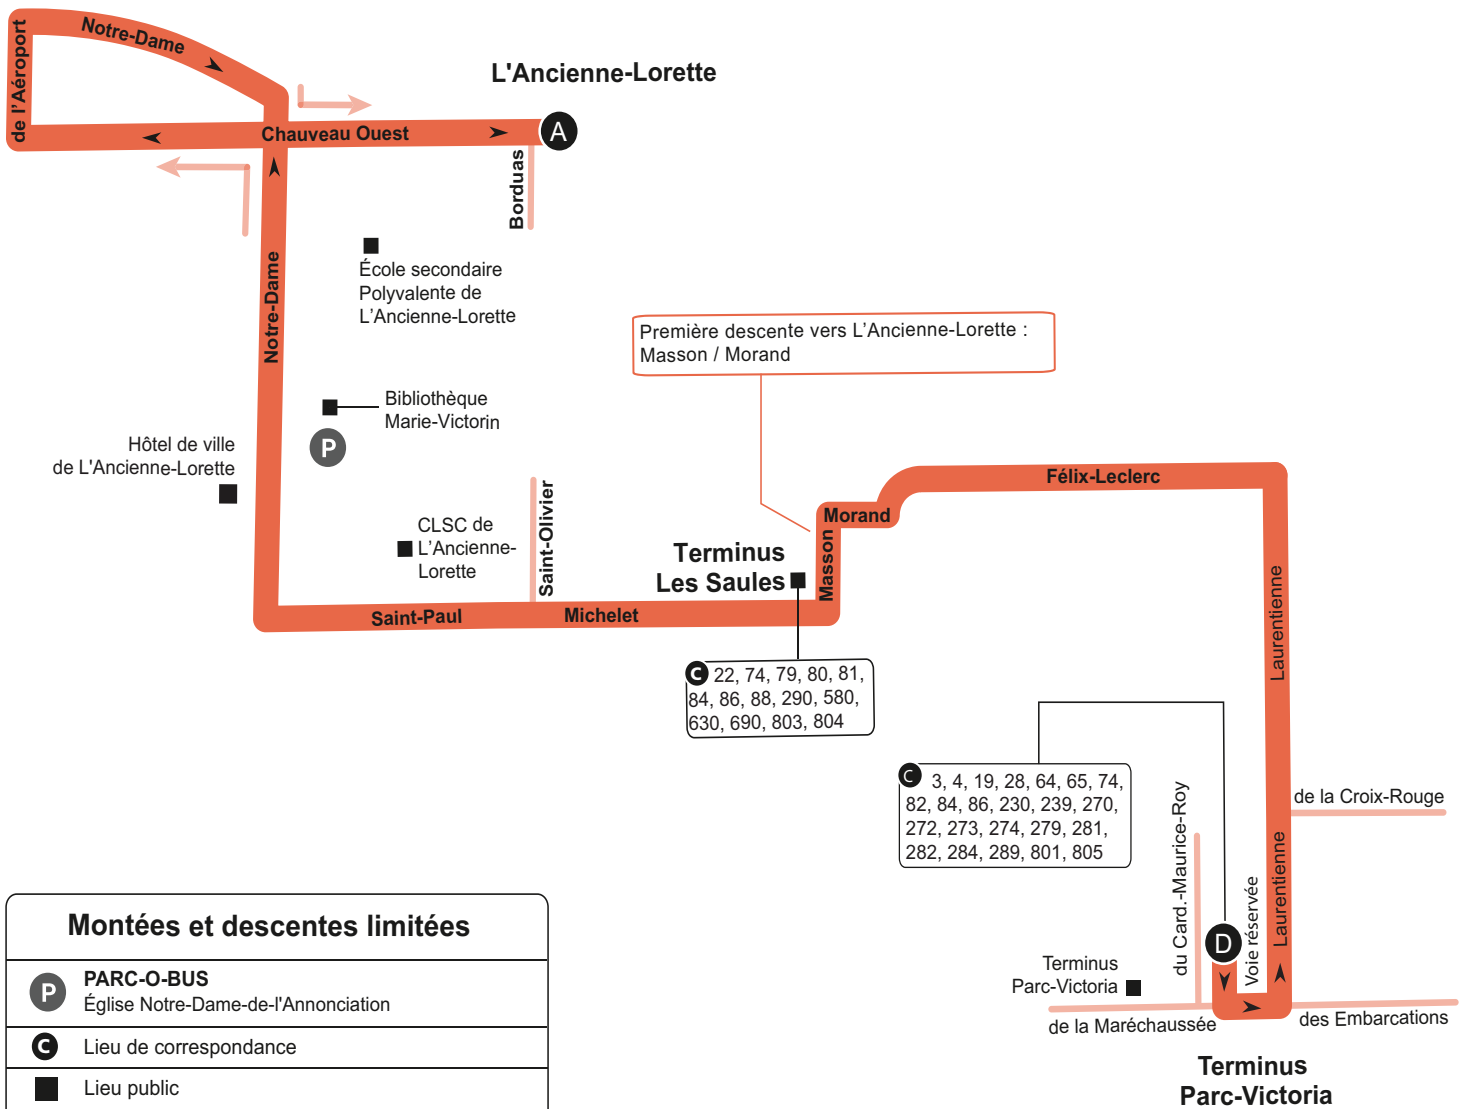 de l'Aéroport
Notre-Dame
L'Ancienne-Lorette
Chauveau Ouest
A
Borduas
Notre-Dame
École secondaire
Polyvalente de
L'Ancienne-Lorette
Première descente vers L'Ancienne-Lorette :
Masson / Morand
Bibliothèque
Marie-Victorin
P
Hôtel de ville
de L'Ancienne-Lorette
CLSC de
L'Ancienne-
Lorette
Saint-Olivier
Saint-Paul
Michelet
Terminus
Les Saules
Masson
Morand
Félix-Leclerc
Laurentienne
C 22, 74, 79, 80, 81,
84, 86, 88, 290, 580,
630, 690, 803, 804
C 3, 4, 19, 28, 64, 65, 74,
82, 84, 86, 230, 239, 270,
272, 273, 274, 279, 281,
282, 284, 289, 801, 805
de la Croix-Rouge
du Card.-Maurice-Roy
Voie réservée
Laurentienne
D
Terminus
Parc-Victoria
de la Maréchaussée
des Embarcations
Terminus
Parc-Victoria
Montées et descentes limitées
P PARC-O-BUS
Église Notre-Dame-de-l'Annonciation
C Lieu de correspondance
Lieu public